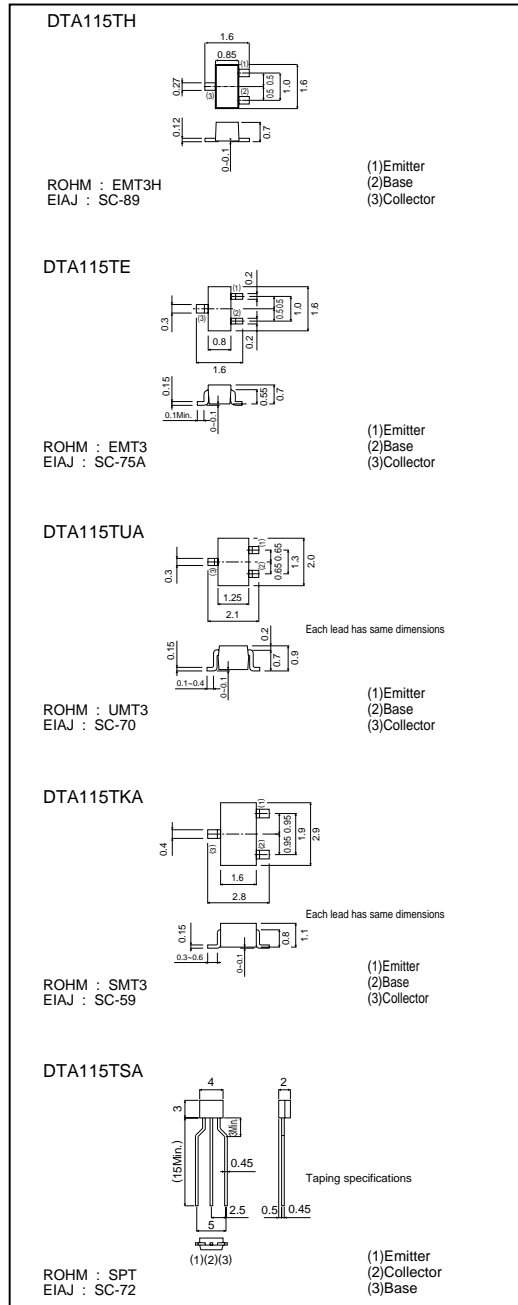 DTA115TH
1.6
0.85
(1)
0.27
(3)
0.5
0.5
1.0
1.6
(2)
0.12
0.7
0~0.1
ROHM : EMT3H
EIAJ : SC-89
(1)Emitter
(2)Base
(3)Collector
DTA115TE
0.2
(1)
0.3
(3)
0.5
0.5
1.0
1.6
(2)
0.8
0.2
1.6
0.15
0.55
0.7
0.1Min.
0~0.1
ROHM : EMT3
EIAJ : SC-75A
(1)Emitter
(2)Base
(3)Collector
DTA115TUA
(1)
0.3
(3)
0.65
0.65
1.3
2.0
(2)
1.25
2.1
Each lead has same dimensions
0.2
0.15
0.7
0.9
0.1~0.4
0~0.1
ROHM : UMT3
EIAJ : SC-70
(1)Emitter
(2)Base
(3)Collector
DTA115TKA
(1)
0.4
(3)
0.95
0.95
1.9
2.9
(2)
1.6
2.8
Each lead has same dimensions
0.15
0.8
1.1
0.3~0.6
0~0.1
ROHM : SMT3
EIAJ : SC-59
(1)Emitter
(2)Base
(3)Collector
DTA115TSA
4
2
3
3Min.
(15Min.)
0.45
Taping specifications
2.5
0.5
0.45
5
(1)(2)(3)
ROHM : SPT
EIAJ : SC-72
(1)Emitter
(2)Collector
(3)Base